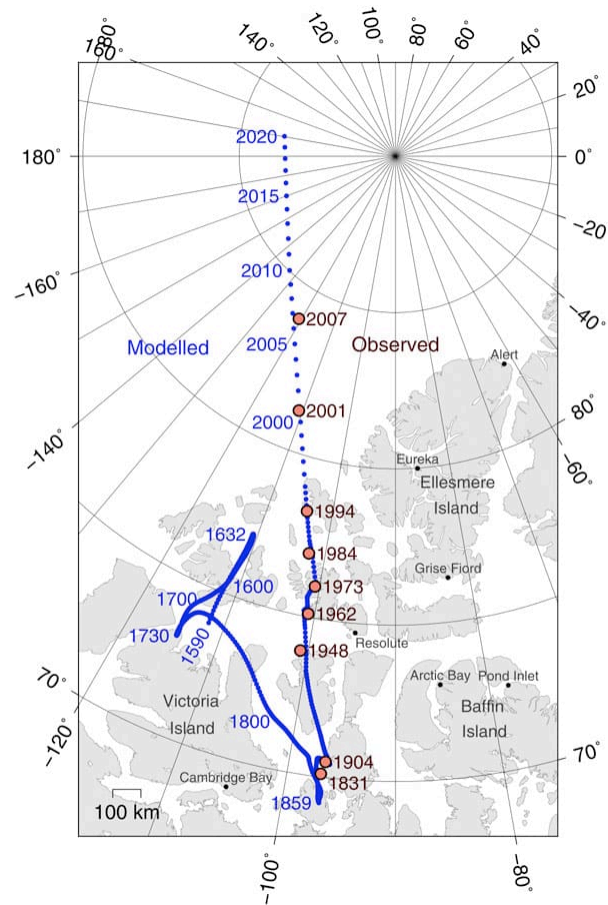 180°
160°
140°
120°
100°
80°
60°
40°
20°
2020
180°
0°
2015
−20°
2010
−160°
2007
−40°
Modelled
2005
Observed
Alert
2001
80°
2000
−140°
Eureka
−60°
Ellesmere
Island
1994
1632
1984
Grise Fiord
1973
1600
1700
1962
1730
1590
Resolute
1948
70°
Arctic Bay
Pond Inlet
Victoria
Island
Baffin
Island
1800
−120°
70°
1904
Cambridge Bay
1831
1859
100 km
−100°
−80°